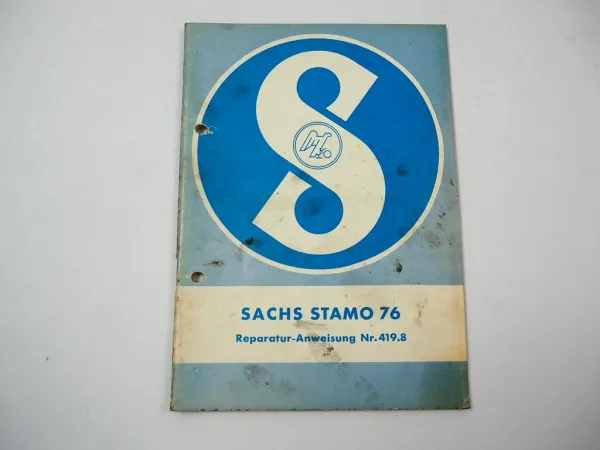 S
SACHS STAMO 76
Reparatur-Anweisung Nr. 419.8